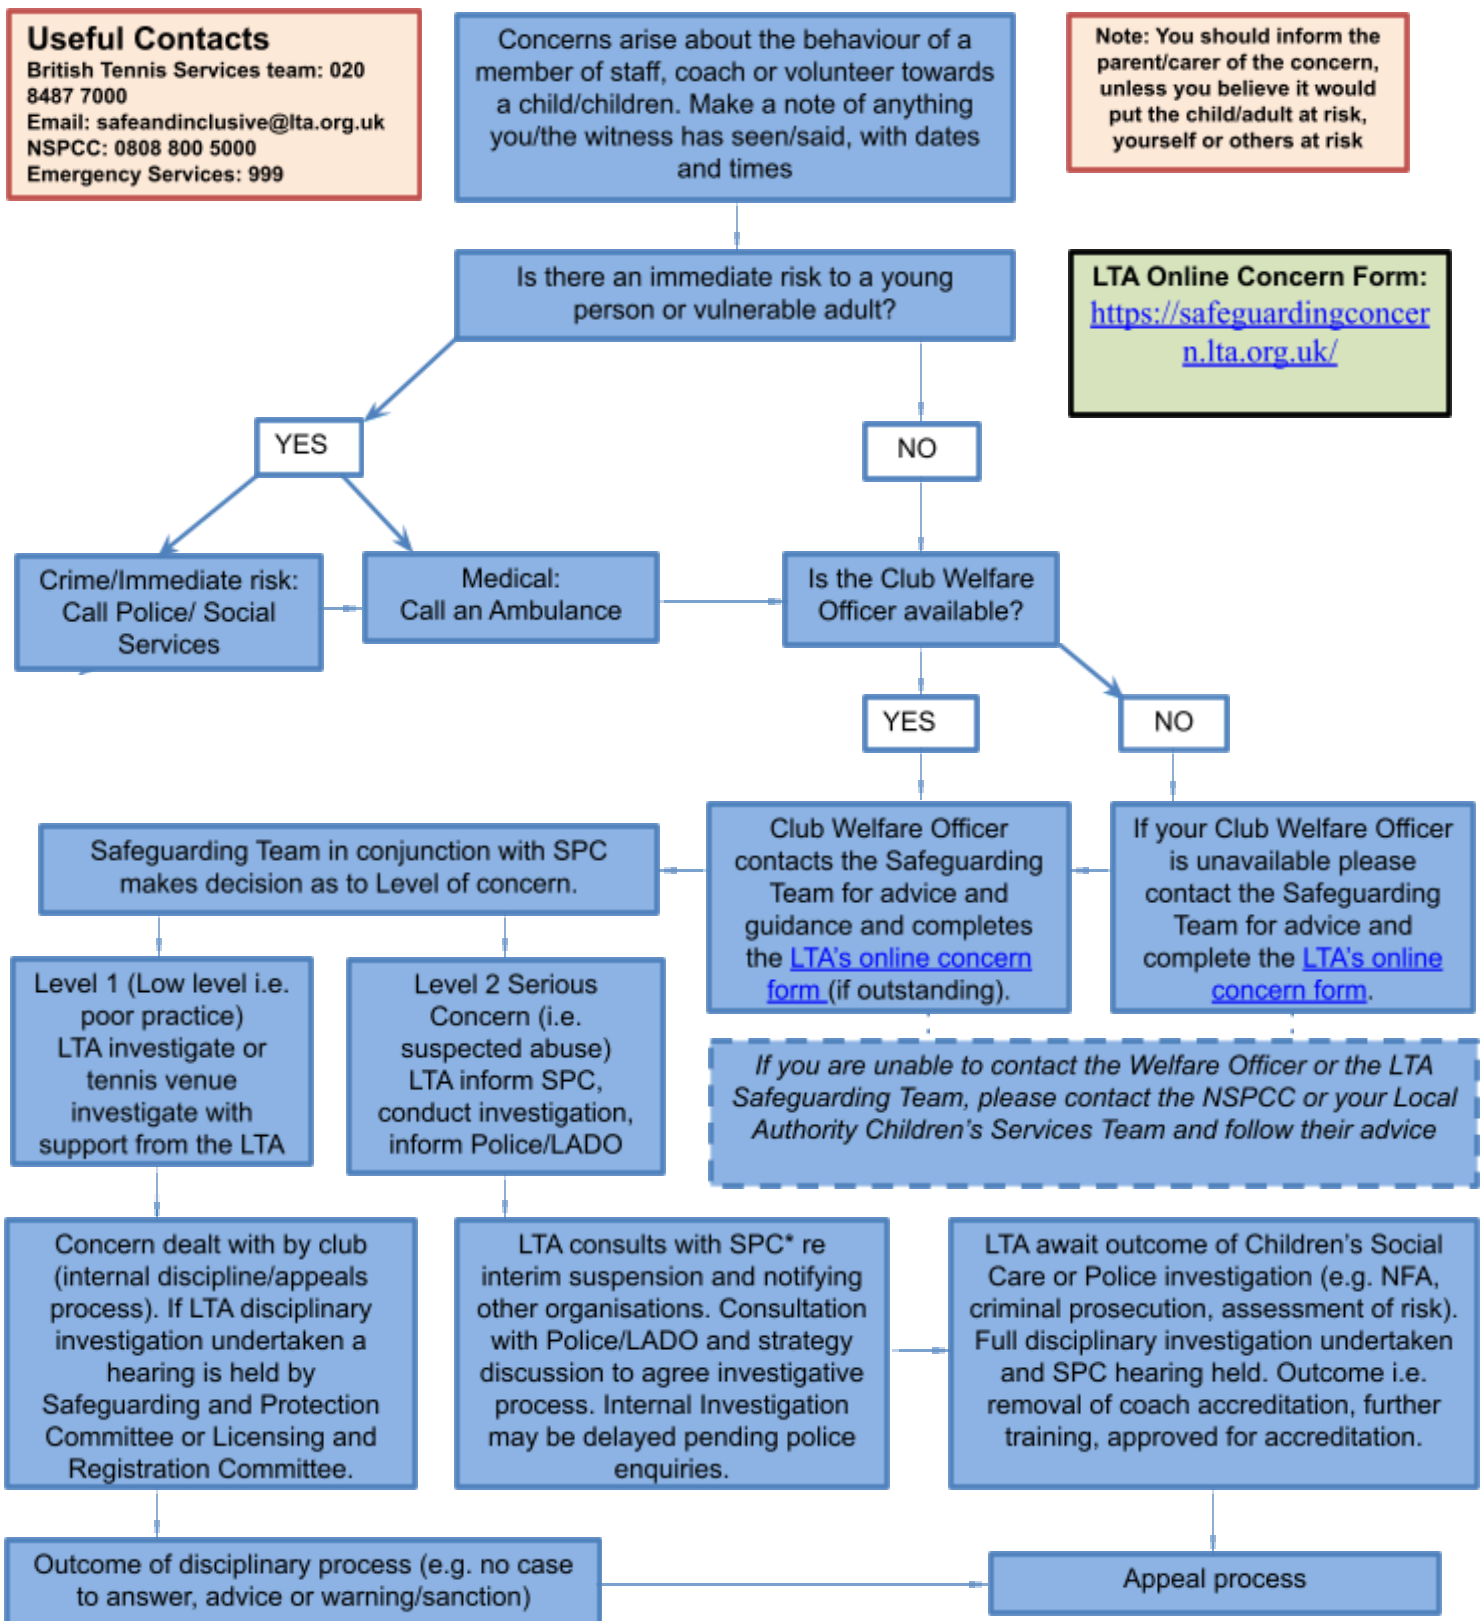 Useful Contacts
British Tennis Services team: 020
8487 7000
Email: safeandinclusive@lta.org.uk
NSPCC: 0808 800 5000
Emergency Services: 999
Concerns arise about the behaviour of a
member of staff, coach or volunteer towards
a child/children. Make a note of anything
you/the witness has seen/said, with dates
and times
Note: You should inform the
parent/carer of the concern,
unless you believe it would
put the child/adult at risk,
yourself or others at risk
Is there an immediate risk to a young
person or vulnerable adult?
LTA Online Concern Form:
https://safeguardingconcer
n.lta.org.uk/
YES
NO
Crime/Immediate risk:
Call Police/ Social
Services
Medical:
Call an Ambulance
Is the Club Welfare
Officer available?
YES
NO
Safeguarding Team in conjunction with SPC
makes decision as to Level of concern.
Club Welfare Officer
contacts the Safeguarding
Team for advice and
guidance and completes
the LTA's online concern
form (if outstanding).
If your Club Welfare Officer
is unavailable please
contact the Safeguarding
Team for advice and
complete the LTA's online
concern form.
Level 1 (Low level i.e.
poor practice)
LTA investigate or
tennis venue
investigate with
support from the LTA
Level 2 Serious
Concern (i.e.
suspected abuse)
LTA inform SPC,
conduct investigation,
inform Police/LADO
If you are unable to contact the Welfare Officer or the LTA
Safeguarding Team, please contact the NSPCC or your Local
Authority Children's Services Team and follow their advice
Concern dealt with by club
(internal discipline/appeals
process). If LTA disciplinary
investigation undertaken a
hearing is held by
Safeguarding and Protection
Committee or Licensing and
Registration Committee.
LTA consults with SPC* re
interim suspension and notifying
other organisations. Consultation
with Police/LADO and strategy
discussion to agree investigative
process. Internal Investigation
may be delayed pending police
enquiries.
LTA await outcome of Children's Social
Care or Police investigation (e.g. NFA,
criminal prosecution, assessment of risk).
Full disciplinary investigation undertaken
and SPC hearing held. Outcome i.e.
removal of coach accreditation, further
training, approved for accreditation.
Outcome of disciplinary process (e.g. no case
to answer, advice or warning/sanction)
Appeal process